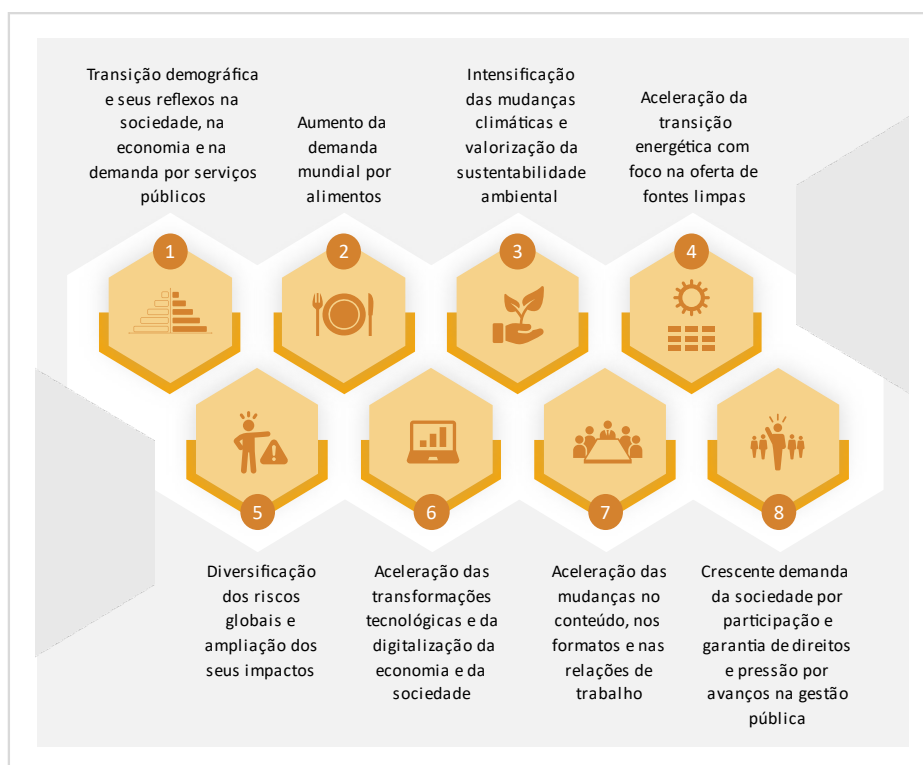 Transição demográfica
e seus reflexos na
sociedade, na
economia e na
demanda por serviços
públicos
Aumento da
demanda
mundial por
alimentos
Intensificação
das mudanças
climáticas e
valorização da
sustentabilidade
ambiental
Aceleração da
transição
energética com
foco na oferta de
fontes limpas
1
2
3
4
5
6
7
8
Diversificação
dos riscos
globais e
ampliação dos
seus impactos
Aceleração das
transformações
tecnológicas e da
digitalização da
economia e da
sociedade
Aceleração das
mudanças no
conteúdo, nos
formatos e nas
relações de
trabalho
Crescente demanda
da sociedade por
participação e
garantia de direitos
e pressão por
avanços na gestão
pública